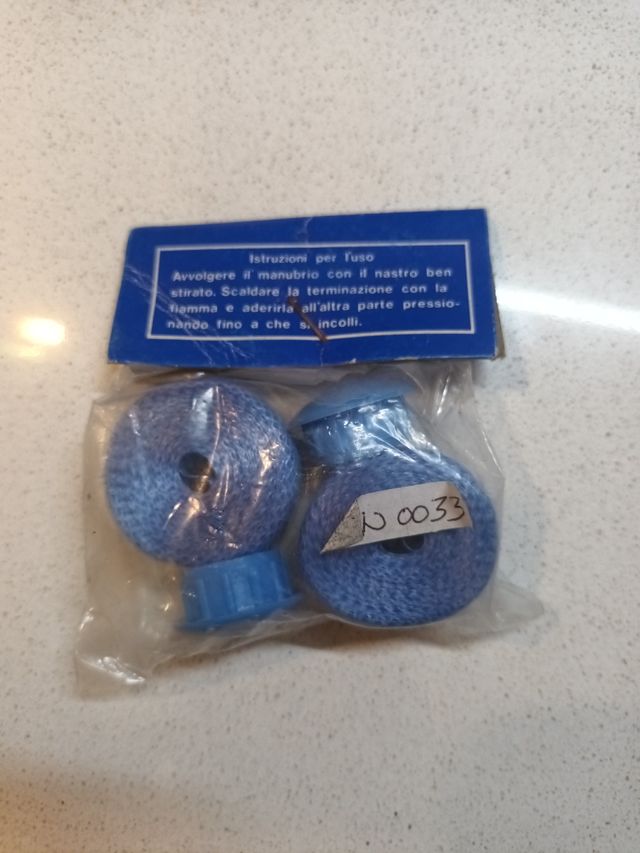 Istruzioni per l'uso
Avvolgere il manubrio con il nastro ben
stirato. Scaldare la terminazione con la
fiamma e aderirla all'altra parte pressio-
nando fino a che si incolli.
N 0033